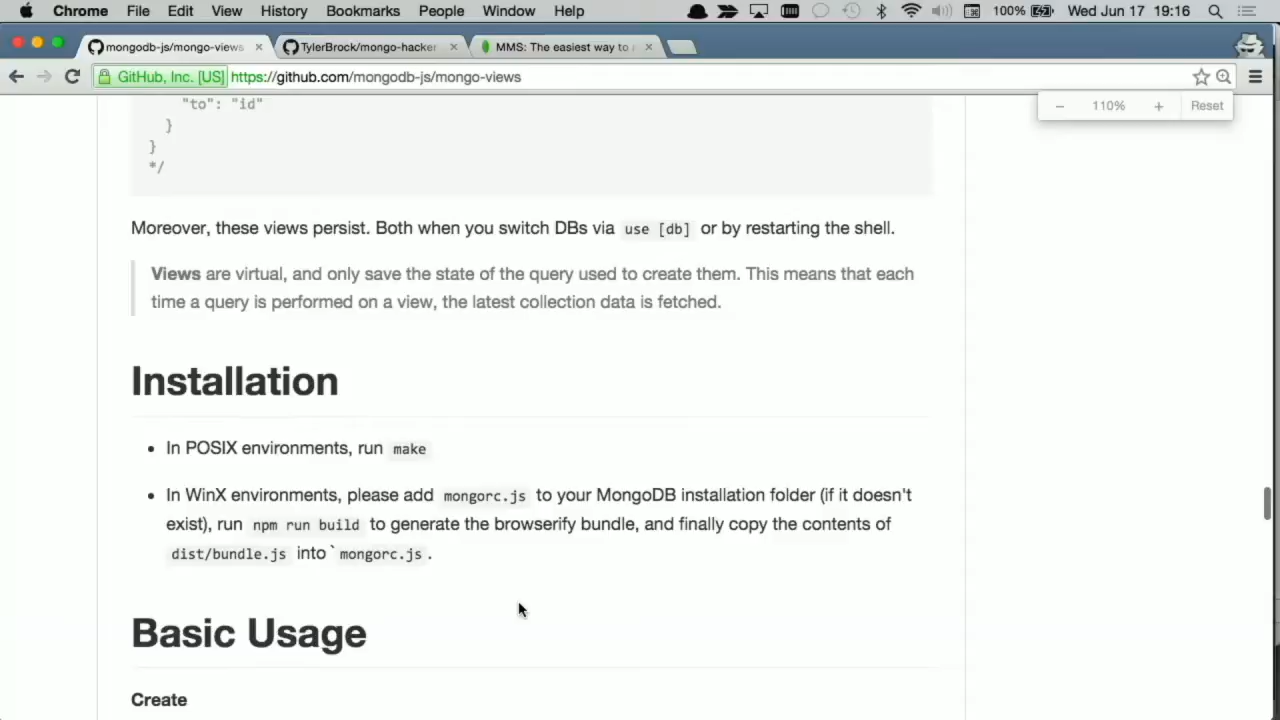 Chrome File Edit View History Bookmarks People Window Help 100% Wed Jun 17 19:16
mongodb-js/mongo-views TylerBrock/mongo-hacker MMS: The easiest way to
GitHub, Inc. [US] https://github.com/mongodb-js/mongo-views
110% Reset
"to": "id"
}
}
*/
Moreover, these views persist. Both when you switch DBs via use [db] or by restarting the shell.
Views are virtual, and only save the state of the query used to create them. This means that each
time a query is performed on a view, the latest collection data is fetched.
Installation
• In POSIX environments, run make
• In WinX environments, please add mongorc.js to your MongoDB installation folder (if it doesn't
exist), run npm run build to generate the browserify bundle, and finally copy the contents of
dist/bundle.js into ` mongorc.js .
Basic Usage
Create